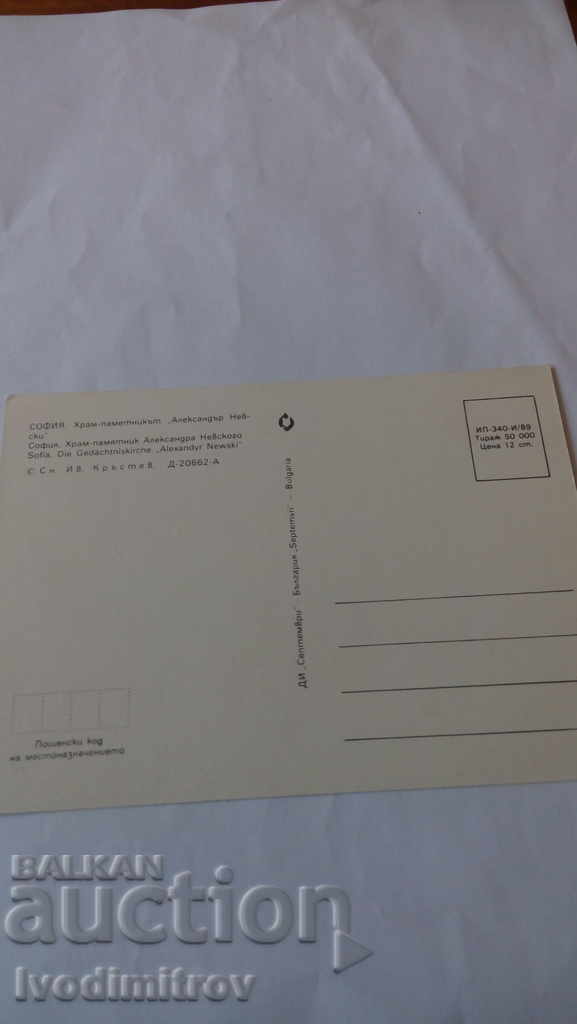 СОФИЯ. Храм-паметникът „Александър Нев-
ски"
София. Храм-памятник Александра Невского
Sofia. Die Gedächtniskirche „Alexandyr Newski"
© Сн. Ив. Кръстев. Д-20662-А
ИП-340-И/89
Тираж 50 000
Цена 12 ст.
ДИ „Септември" – България „Septemvri" – Bulgaria
Пощенски код
на местоназначението
BALKAN
auction
Ivodimitrov